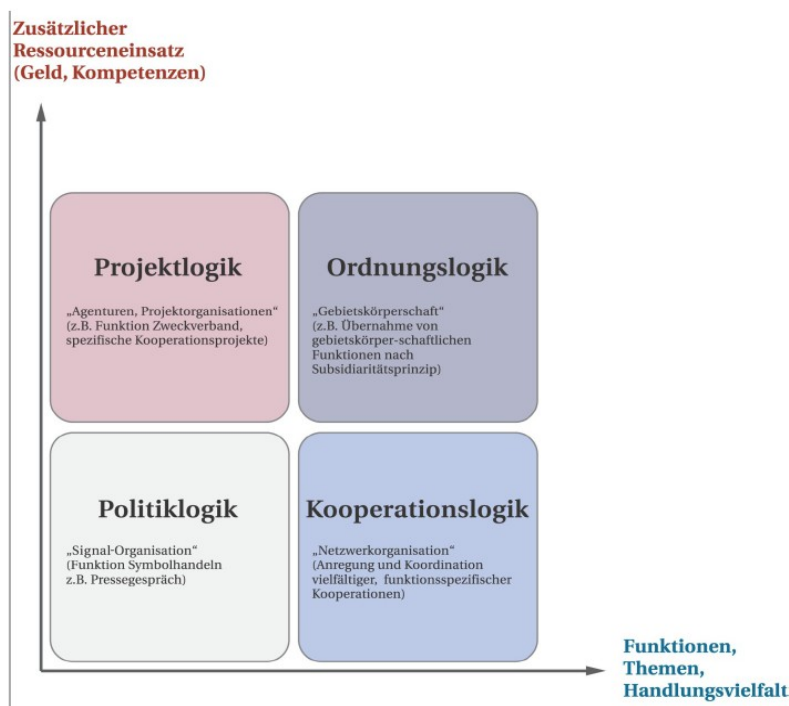 Zusätzlicher
Ressourceneinsatz
(Geld, Kompetenzen)
Projektlogik
„Agenturen, Projektorganisationen“
(z.B. Funktion Zweckverband,
spezifische Kooperationsprojekte)
Ordnungslogik
„Gebietskörperschaft“
(z.B. Übernahme von
gebietskörper-schaftlichen
Funktionen nach
Subsidiaritätsprinzip)
Politiklogik
„Signal-Organisation“
(Funktion Symbolhandeln
z.B. Pressegespräch)
Kooperationslogik
„Netzwerkorganisation“
(Anregung und Koordination
vielfältiger, funktionsspezifischer
Kooperationen)
Funktionen,
Themen,
Handlungsvielfalt